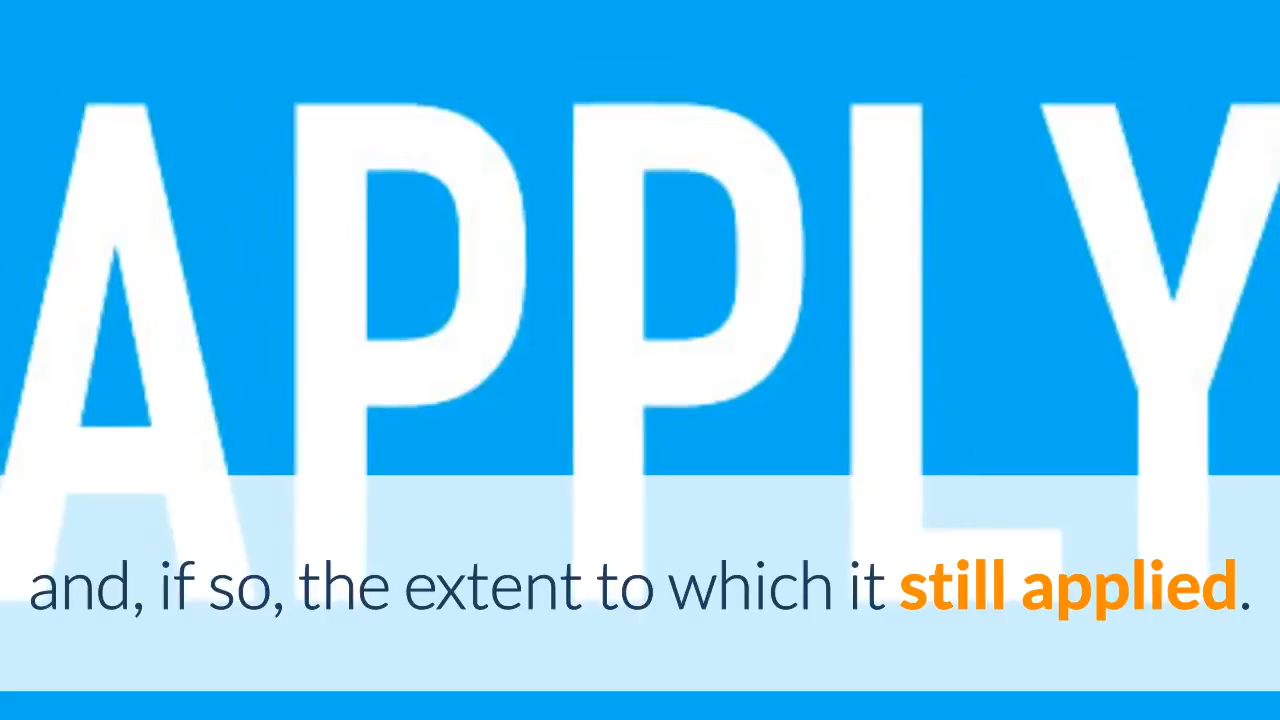 APPLY
and, if so, the extent to which it still applied.